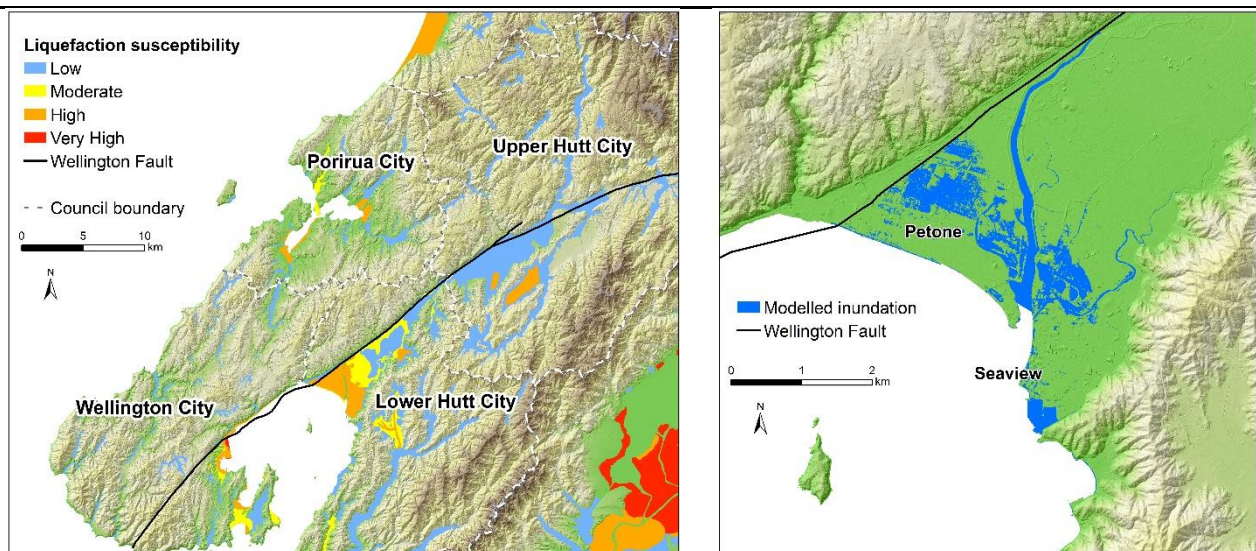 Liquefaction susceptibility
Low
Moderate
High
Very High
Wellington Fault
Council boundary
0 5 10
km
N
Porirua City
Upper Hutt City
Wellington City
Lower Hutt City
Petone
Modelled inundation
Wellington Fault
Seaview
0 1 2
km
N